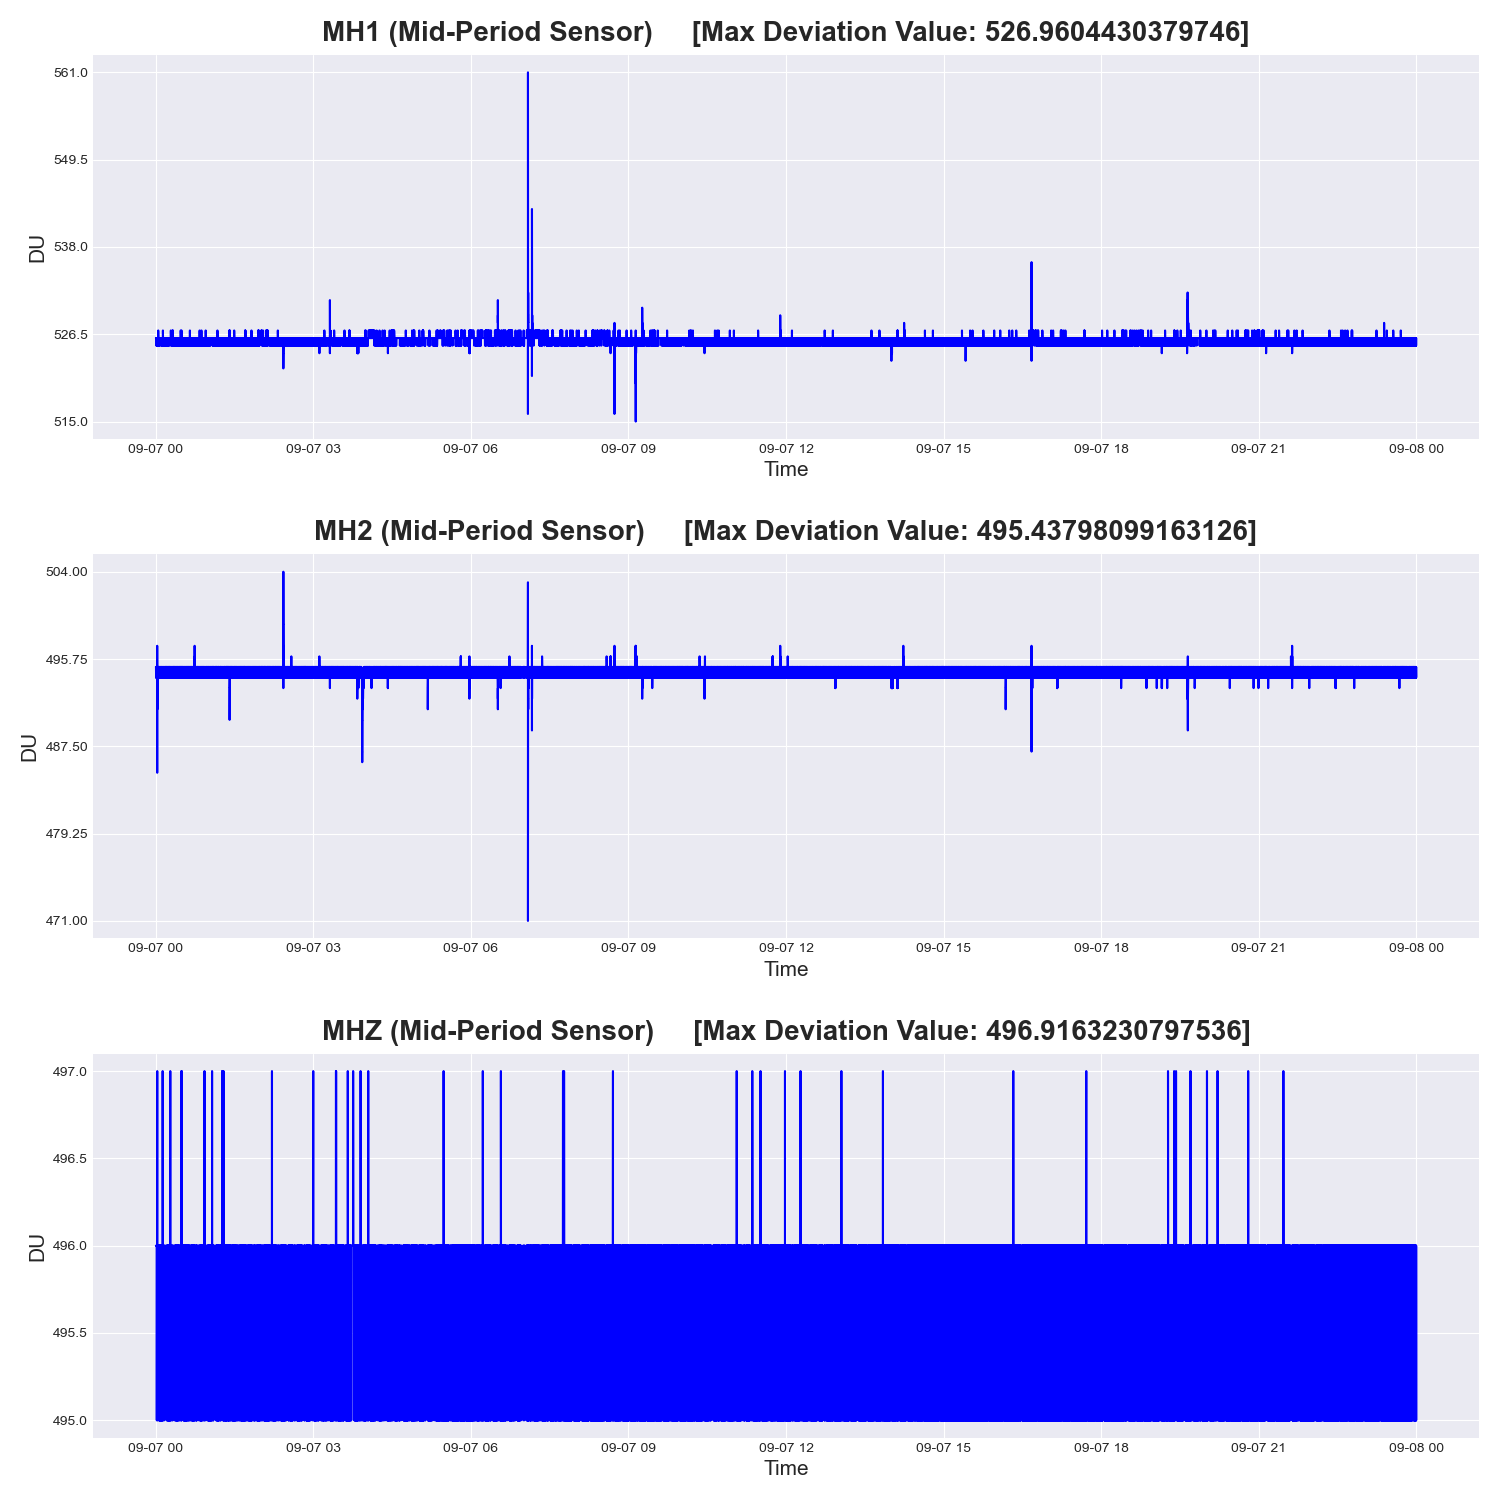 MH1 (Mid-Period Sensor) [Max Deviation Value: 526.9604430379746]
561.0
549.5
538.0
526.5
515.0
DU
09-07 00 09-07 03 09-07 06 09-07 09 09-07 12 09-07 15 09-07 18 09-07 21 09-08 00
Time
MH2 (Mid-Period Sensor) [Max Deviation Value: 495.43798099163126]
504.00
495.75
487.50
479.25
471.00
DU
09-07 00 09-07 03 09-07 06 09-07 09 09-07 12 09-07 15 09-07 18 09-07 21 09-08 00
Time
MHZ (Mid-Period Sensor) [Max Deviation Value: 496.9163230797536]
497.0
496.5
496.0
495.5
495.0
DU
09-07 00 09-07 03 09-07 06 09-07 09 09-07 12 09-07 15 09-07 18 09-07 21 09-08 00
Time